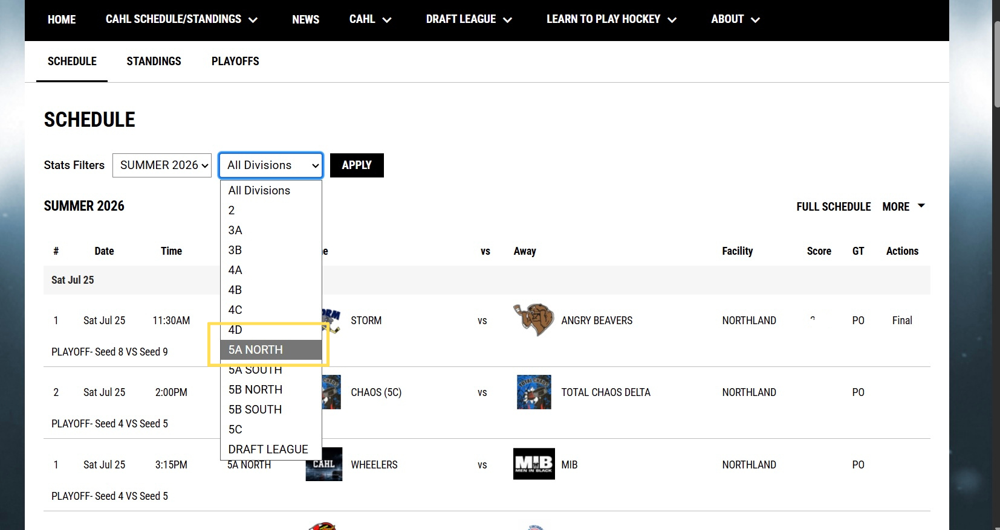 HOME CAHL SCHEDULE/STANDINGS NEWS CAHL DRAFT LEAGUE LEARN TO PLAY HOCKEY ABOUT
SCHEDULE STANDINGS PLAYOFFS
SCHEDULE
Stats Filters SUMMER 2026 All Divisions APPLY
All Divisions
2
3A
3B
4A
4B
4C
4D
5A NORTH
5A SOUTH
5B NORTH
5B SOUTH
5C
DRAFT LEAGUE
SUMMER 2026 FULL SCHEDULE MORE
# Date Time vs Away Facility Score GT Actions
Sat Jul 25
1 Sat Jul 25 11:30AM STORM vs ANGRY BEAVERS NORTHLAND PO Final
PLAYOFF- Seed 8 VS Seed 9
2 Sat Jul 25 2:00PM CHAOS (5C) vs TOTAL CHAOS TOTAL CHAOS DELTA NORTHLAND PO
PLAYOFF- Seed 4 VS Seed 5
1 Sat Jul 25 3:15PM 5A NORTH CAHL WHEELERS vs MIB MEN IN BLACK MIB NORTHLAND PO
PLAYOFF- Seed 4 VS Seed 5